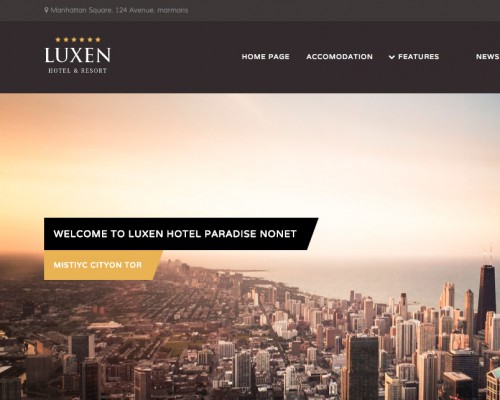 Manhattan Square, 124 Avenue, marmons
LUXEN
HOTEL & RESORT
HOME PAGE
ACCOMODATION
FEATURES
NEWS
WELCOME TO LUXEN HOTEL PARADISE NONET
MISTIYC CITYON TOR